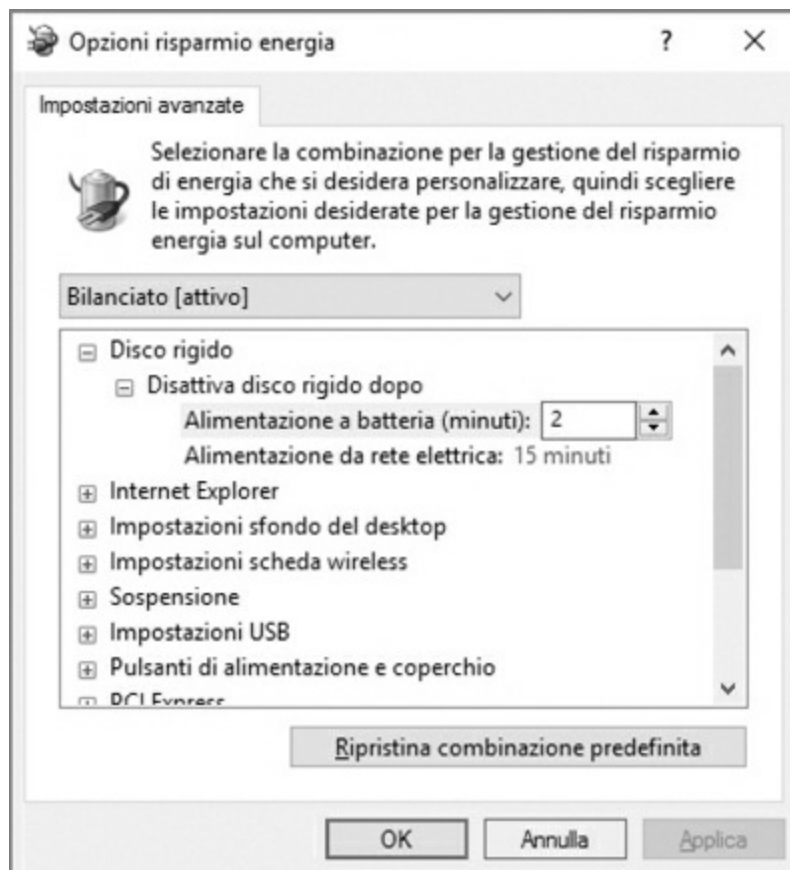 Opzioni risparmio energia ? ×
Impostazioni avanzate
Selezionare la combinazione per la gestione del risparmio
di energia che si desidera personalizzare, quindi scegliere
le impostazioni desiderate per la gestione del risparmio
energia sul computer.
Bilanciato [attivo]
Disco rigido
Disattiva disco rigido dopo
Alimentazione a batteria (minuti): 2
Alimentazione da rete elettrica: 15 minuti
Internet Explorer
Impostazioni sfondo del desktop
Impostazioni scheda wireless
Sospensione
Impostazioni USB
Pulsanti di alimentazione e coperchio
PCI Express
Ripristina combinazione predefinita
OK Annulla Applica